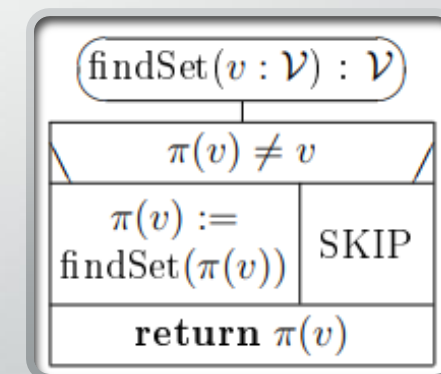 findSet(v : 𝒱) : 𝒱
π(v) ≠ v
π(v) :=
findSet(π(v))
SKIP
return π(v)